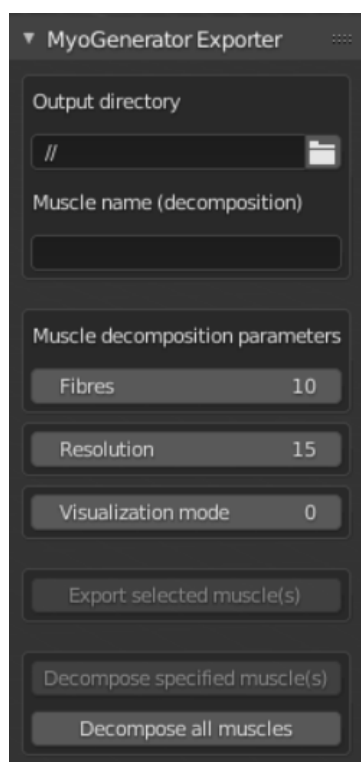 MyoGenerator Exporter
Output directory
//
Muscle name (decomposition)
Muscle decomposition parameters
Fibres 10
Resolution 15
Visualization mode 0
Export selected muscle(s)
Decompose specified muscle(s)
Decompose all muscles